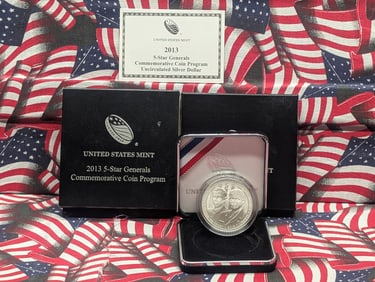 UNITED STATES MINT
2013
5-Star Generals
Commemorative Coin Program
Uncirculated Silver Dollar
UNITED STATES MINT
2013 5-Star Generals
Commemorative Coin Program